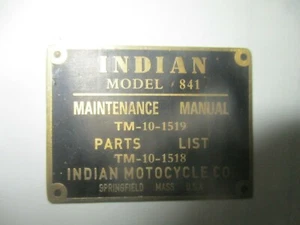 INDIAN
MODEL 841
MAINTENANCE MANUAL
TM-10-1519
PARTS LIST
TM-10-1518
INDIAN MOTOCYCLE CO.
SPRINGFIELD MASS. U.S.A.